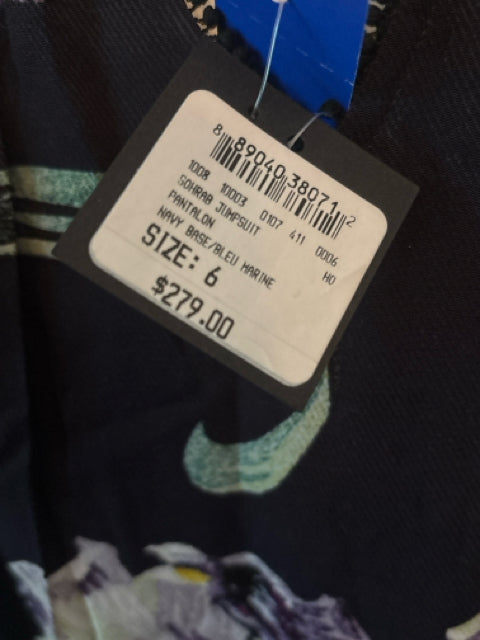 8 89040 38071 2
1008 10003 0107 411 0006
SOHRAB JUMPSUIT HO
PANTALON
NAVY BASE/BLEU MARINE
SIZE: 6
$279.00